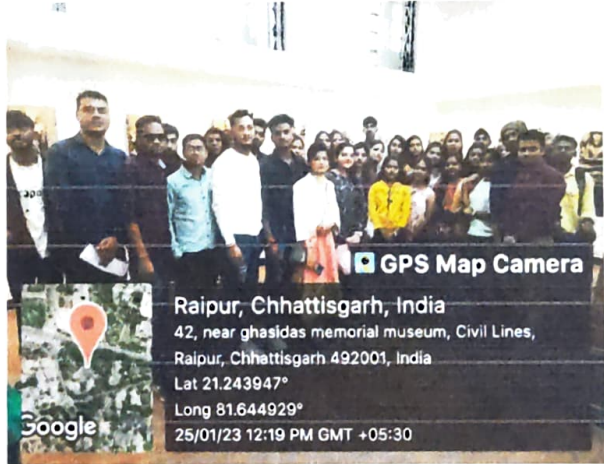 GPS Map Camera
Raipur, Chhattisgarh, India
42, near ghasidas memorial museum, Civil Lines,
Raipur, Chhattisgarh 492001, India
Lat 21.243947°
Long 81.644929°
25/01/23 12:19 PM GMT +05:30
Google